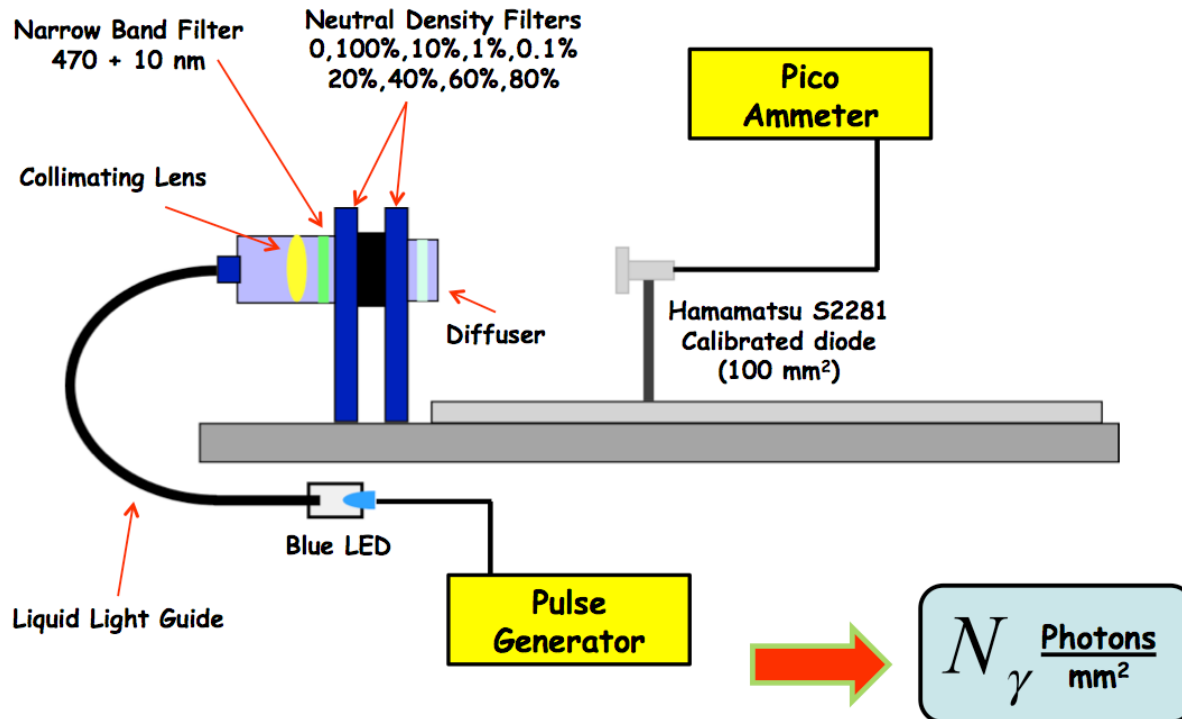 Narrow Band Filter
470 + 10 nm
Neutral Density Filters
0,100%,10%,1%,0.1%
20%,40%,60%,80%
Pico
Ammeter
Collimating Lens
Diffuser
Hamamatsu S2281
Calibrated diode
(100 mm²)
Blue LED
Liquid Light Guide
Pulse
Generator
Nγ Photons
mm²